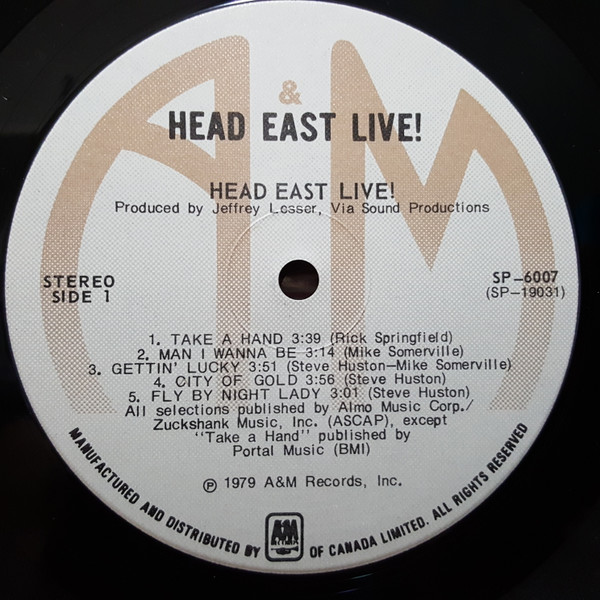 A & M
HEAD EAST LIVE!
HEAD EAST LIVE!
Produced by Jeffrey Lesser, Via Sound Productions
STEREO
SIDE 1
SP-6007
(SP-19031)
1. TAKE A HAND 3:39 (Rick Springfield)
2. MAN I WANNA BE 3:14 (Mike Somerville)
3. GETTIN' LUCKY 3:51 (Steve Huston-Mike Somerville)
4. CITY OF GOLD 3:56 (Steve Huston)
5. FLY BY NIGHT LADY 3:01 (Steve Huston)
All selections published by Almo Music Corp./
Zuckshank Music, Inc. (ASCAP), except
"Take a Hand" published by
Portal Music (BMI)
℗ 1979 A&M Records, Inc.
MANUFACTURED AND DISTRIBUTED BY A&M RECORDS OF CANADA LIMITED. ALL RIGHTS RESERVED